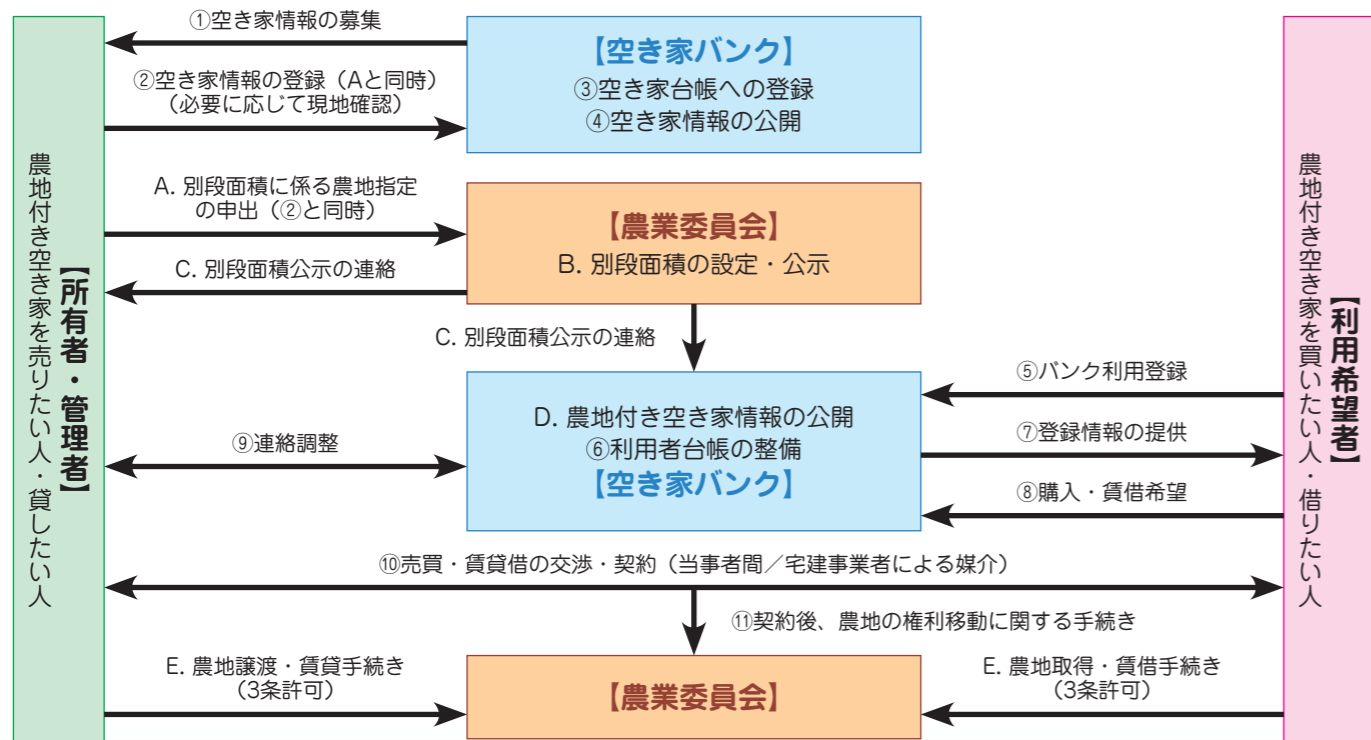 ①空き家情報の募集
②空き家情報の登録（Aと同時）
（必要に応じて現地確認）
【空き家バンク】
③空き家台帳への登録
④空き家情報の公開
A. 別段面積に係る農地指定
の申出（②と同時）
C. 別段面積公示の連絡
【農業委員会】
B. 別段面積の設定・公示
C. 別段面積公示の連絡
【所有者・管理者】
農地付き空き家を売りたい人・貸したい人
【利用希望者】
農地付き空き家を買いたい人・借りたい人
D. 農地付き空き家情報の公開
⑥利用者台帳の整備
【空き家バンク】
⑤バンク利用登録
⑦登録情報の提供
⑧購入・賃借希望
⑨連絡調整
⑩売買・賃貸借の交渉・契約（当事者間／宅建事業者による媒介）
⑪契約後、農地の権利移動に関する手続き
E. 農地譲渡・賃貸手続き
（3条許可）
【農業委員会】
E. 農地取得・賃借手続き
（3条許可）